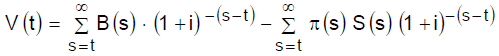 V(t) = ∞∑s=t B(s) · (1+i)^−(s−t) − ∞∑s=t π(s) S(s) (1+i)^−(s−t)